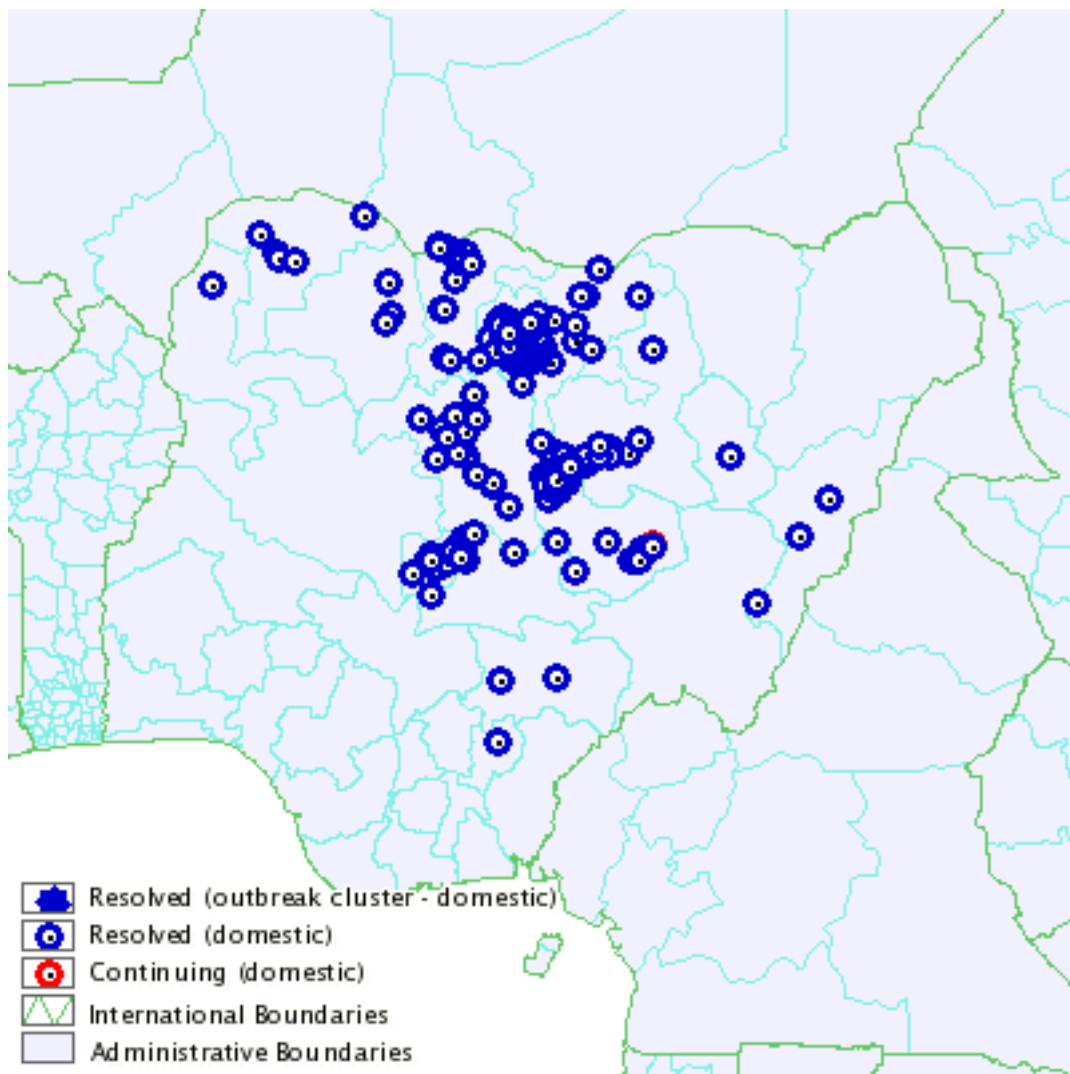 Resolved (outbreak cluster - domestic)
Resolved (domestic)
Continuing (domestic)
International Boundaries
Administrative Boundaries